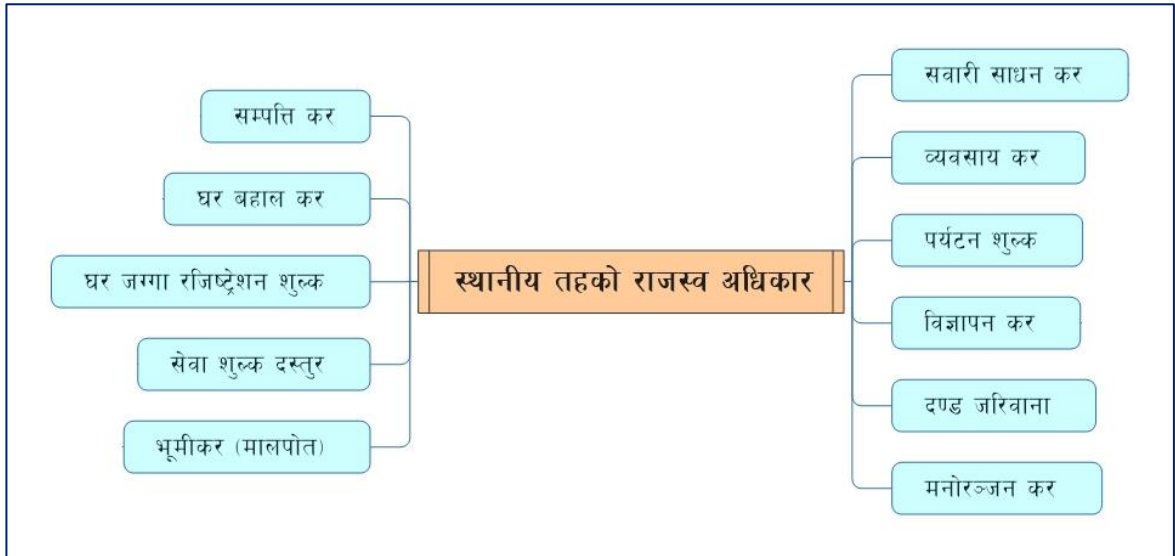 सम्पत्ति कर
घर बहाल कर
घर जग्गा रजिष्ट्रेशन शुल्क
सेवा शुल्क दस्तुर
भूमीकर (मालपोत)
स्थानीय तहको राजस्व अधिकार
सवारी साधन कर
व्यवसाय कर
पर्यटन शुल्क
विज्ञापन कर
दण्ड जरिवाना
मनोरञ्जन कर